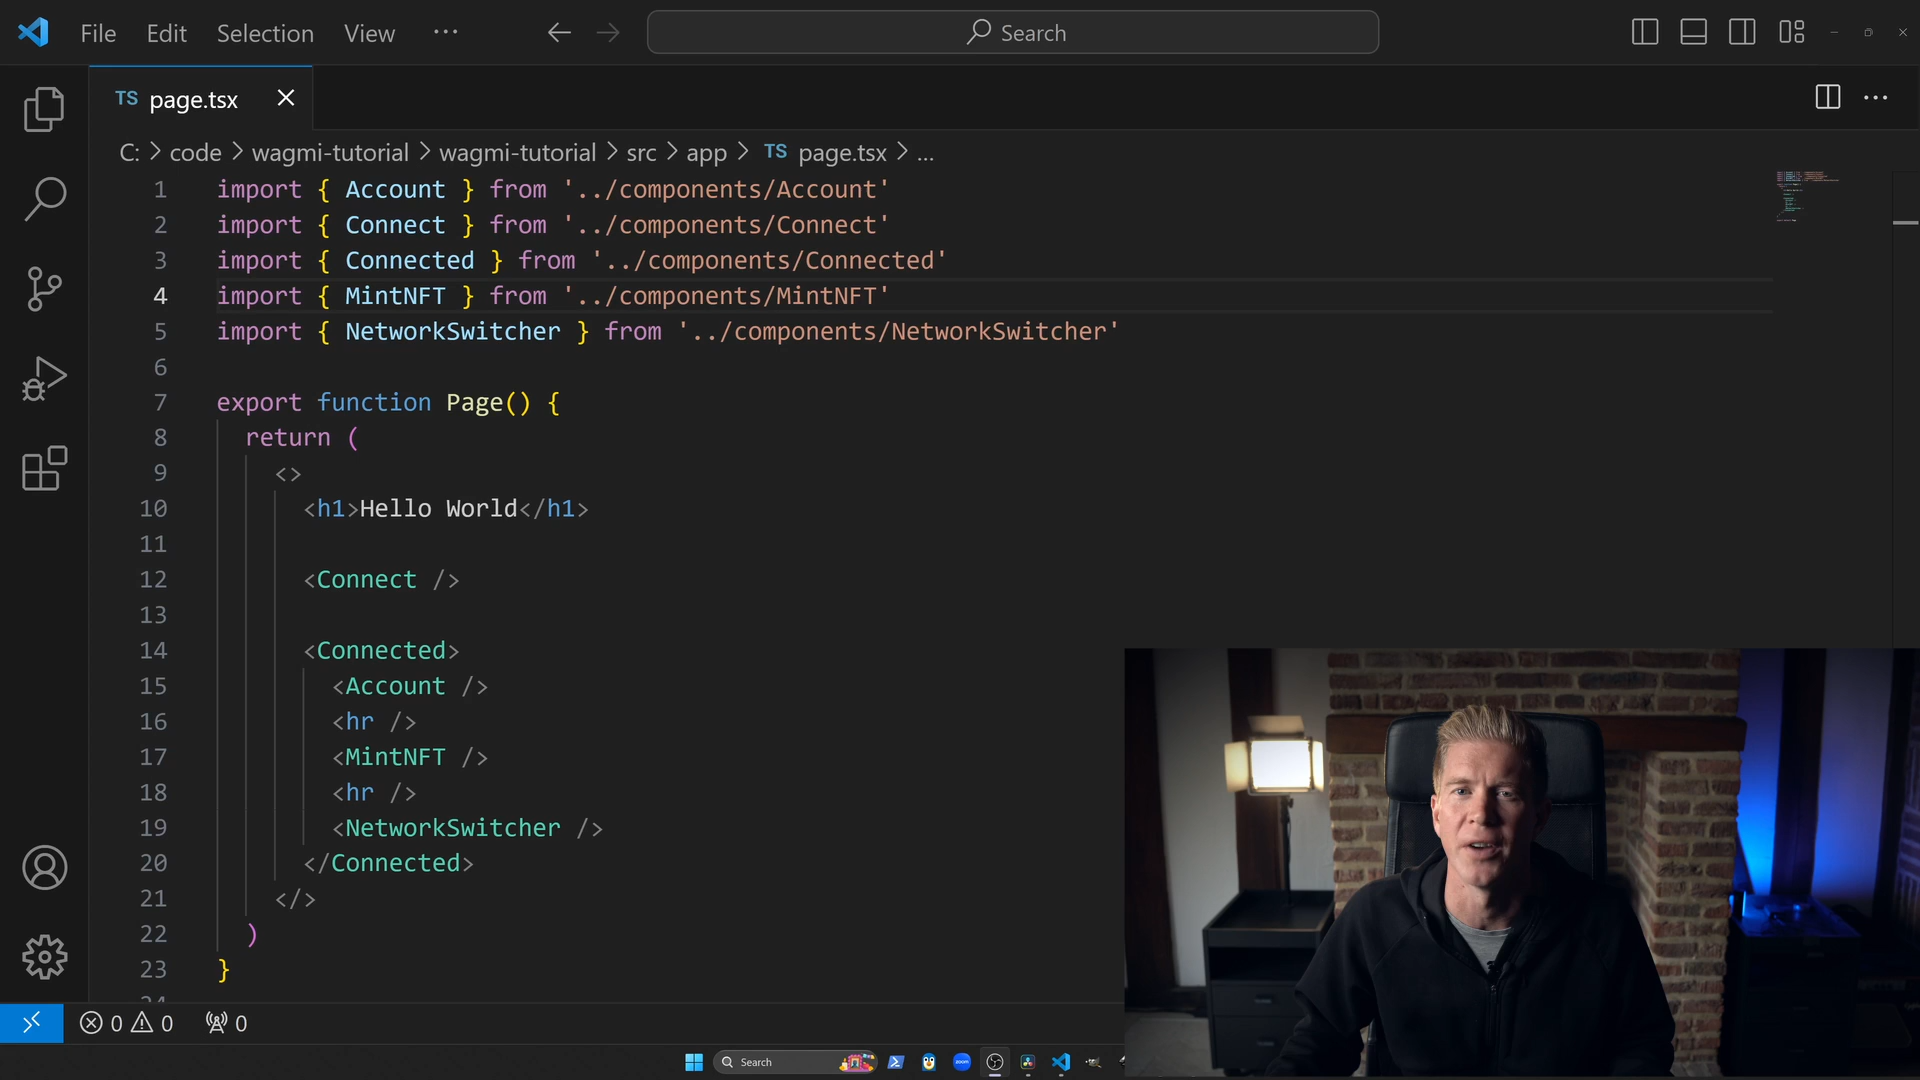 File Edit Selection View ··· Search
TS page.tsx
C: > code > wagmi-tutorial > wagmi-tutorial > src > app > TS page.tsx > ...
1 import { Account } from '../components/Account'
2 import { Connect } from '../components/Connect'
3 import { Connected } from '../components/Connected'
4 import { MintNFT } from '../components/MintNFT'
5 import { NetworkSwitcher } from '../components/NetworkSwitcher'
6
7 export function Page() {
8 return (
9 <>
10 <h1>Hello World</h1>
11
12 <Connect />
13
14 <Connected>
15 <Account />
16 <hr />
17 <MintNFT />
18 <hr />
19 <NetworkSwitcher />
20 </Connected>
21 </>
22 )
23 }
24
0 0 0
Search zoom